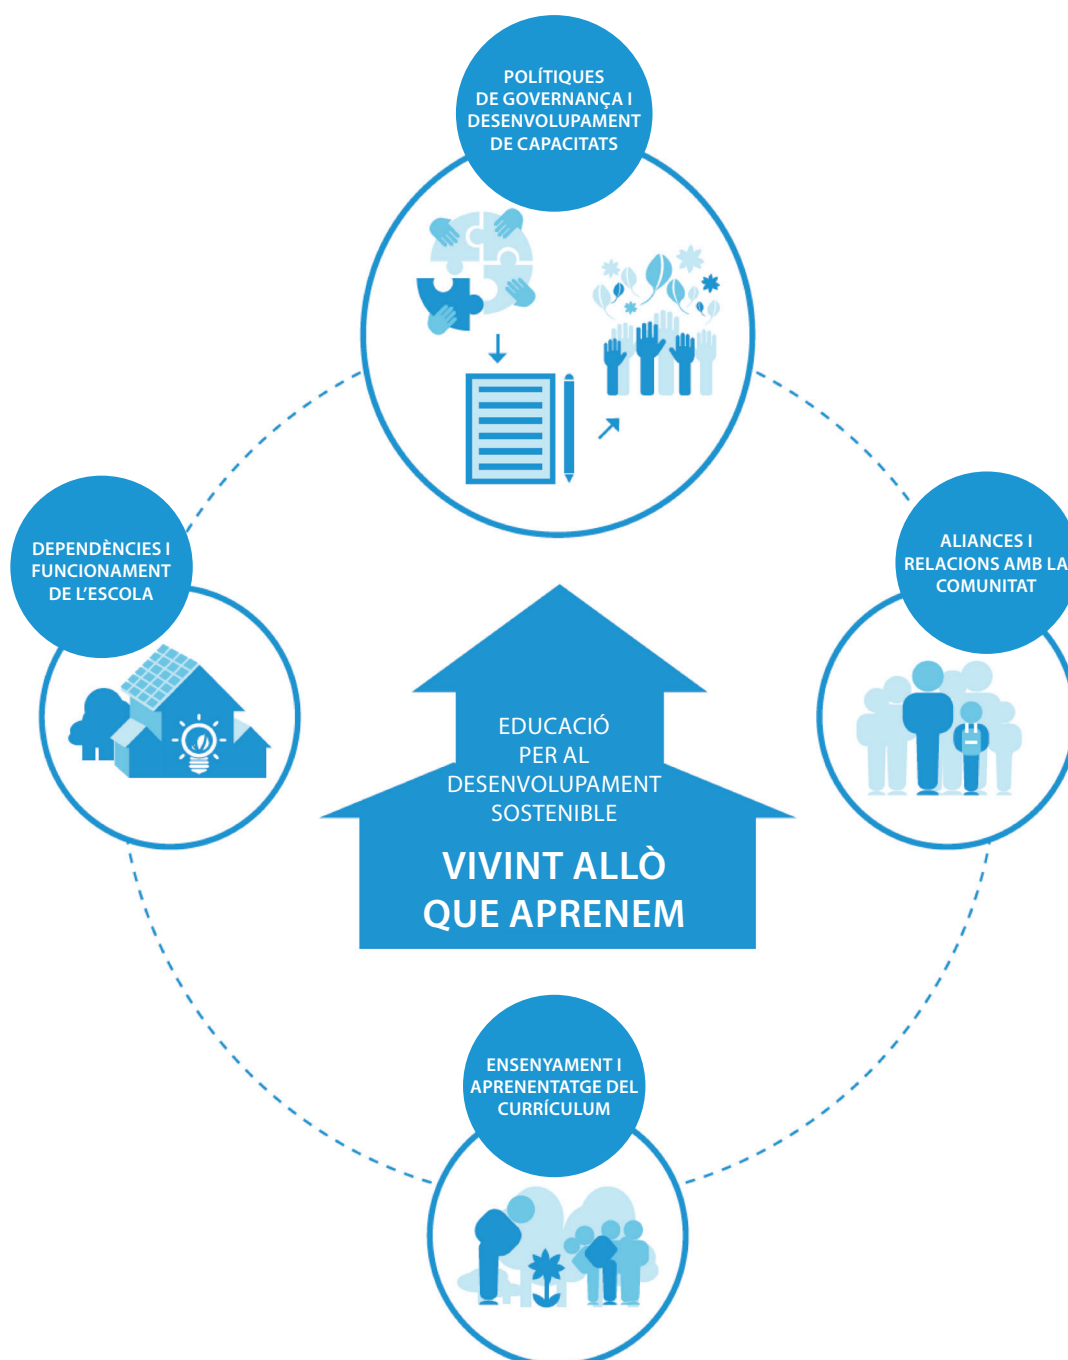 POLÍTIQUES
DE GOVERNANÇA I
DESENVOLUPAMENT
DE CAPACITATS
DEPENDÈNCIES I
FUNCIONAMENT
DE L'ESCOLA
ALIANCES I
RELACIONS AMB LA
COMUNITAT
EDUCACIÓ
PER AL
DESENVOLUPAMENT
SOSTENIBLE
VIVINT ALLÒ
QUE APRENEM
ENSENYAMENT I
APRENENTATGE DEL
CURRÍCULUM